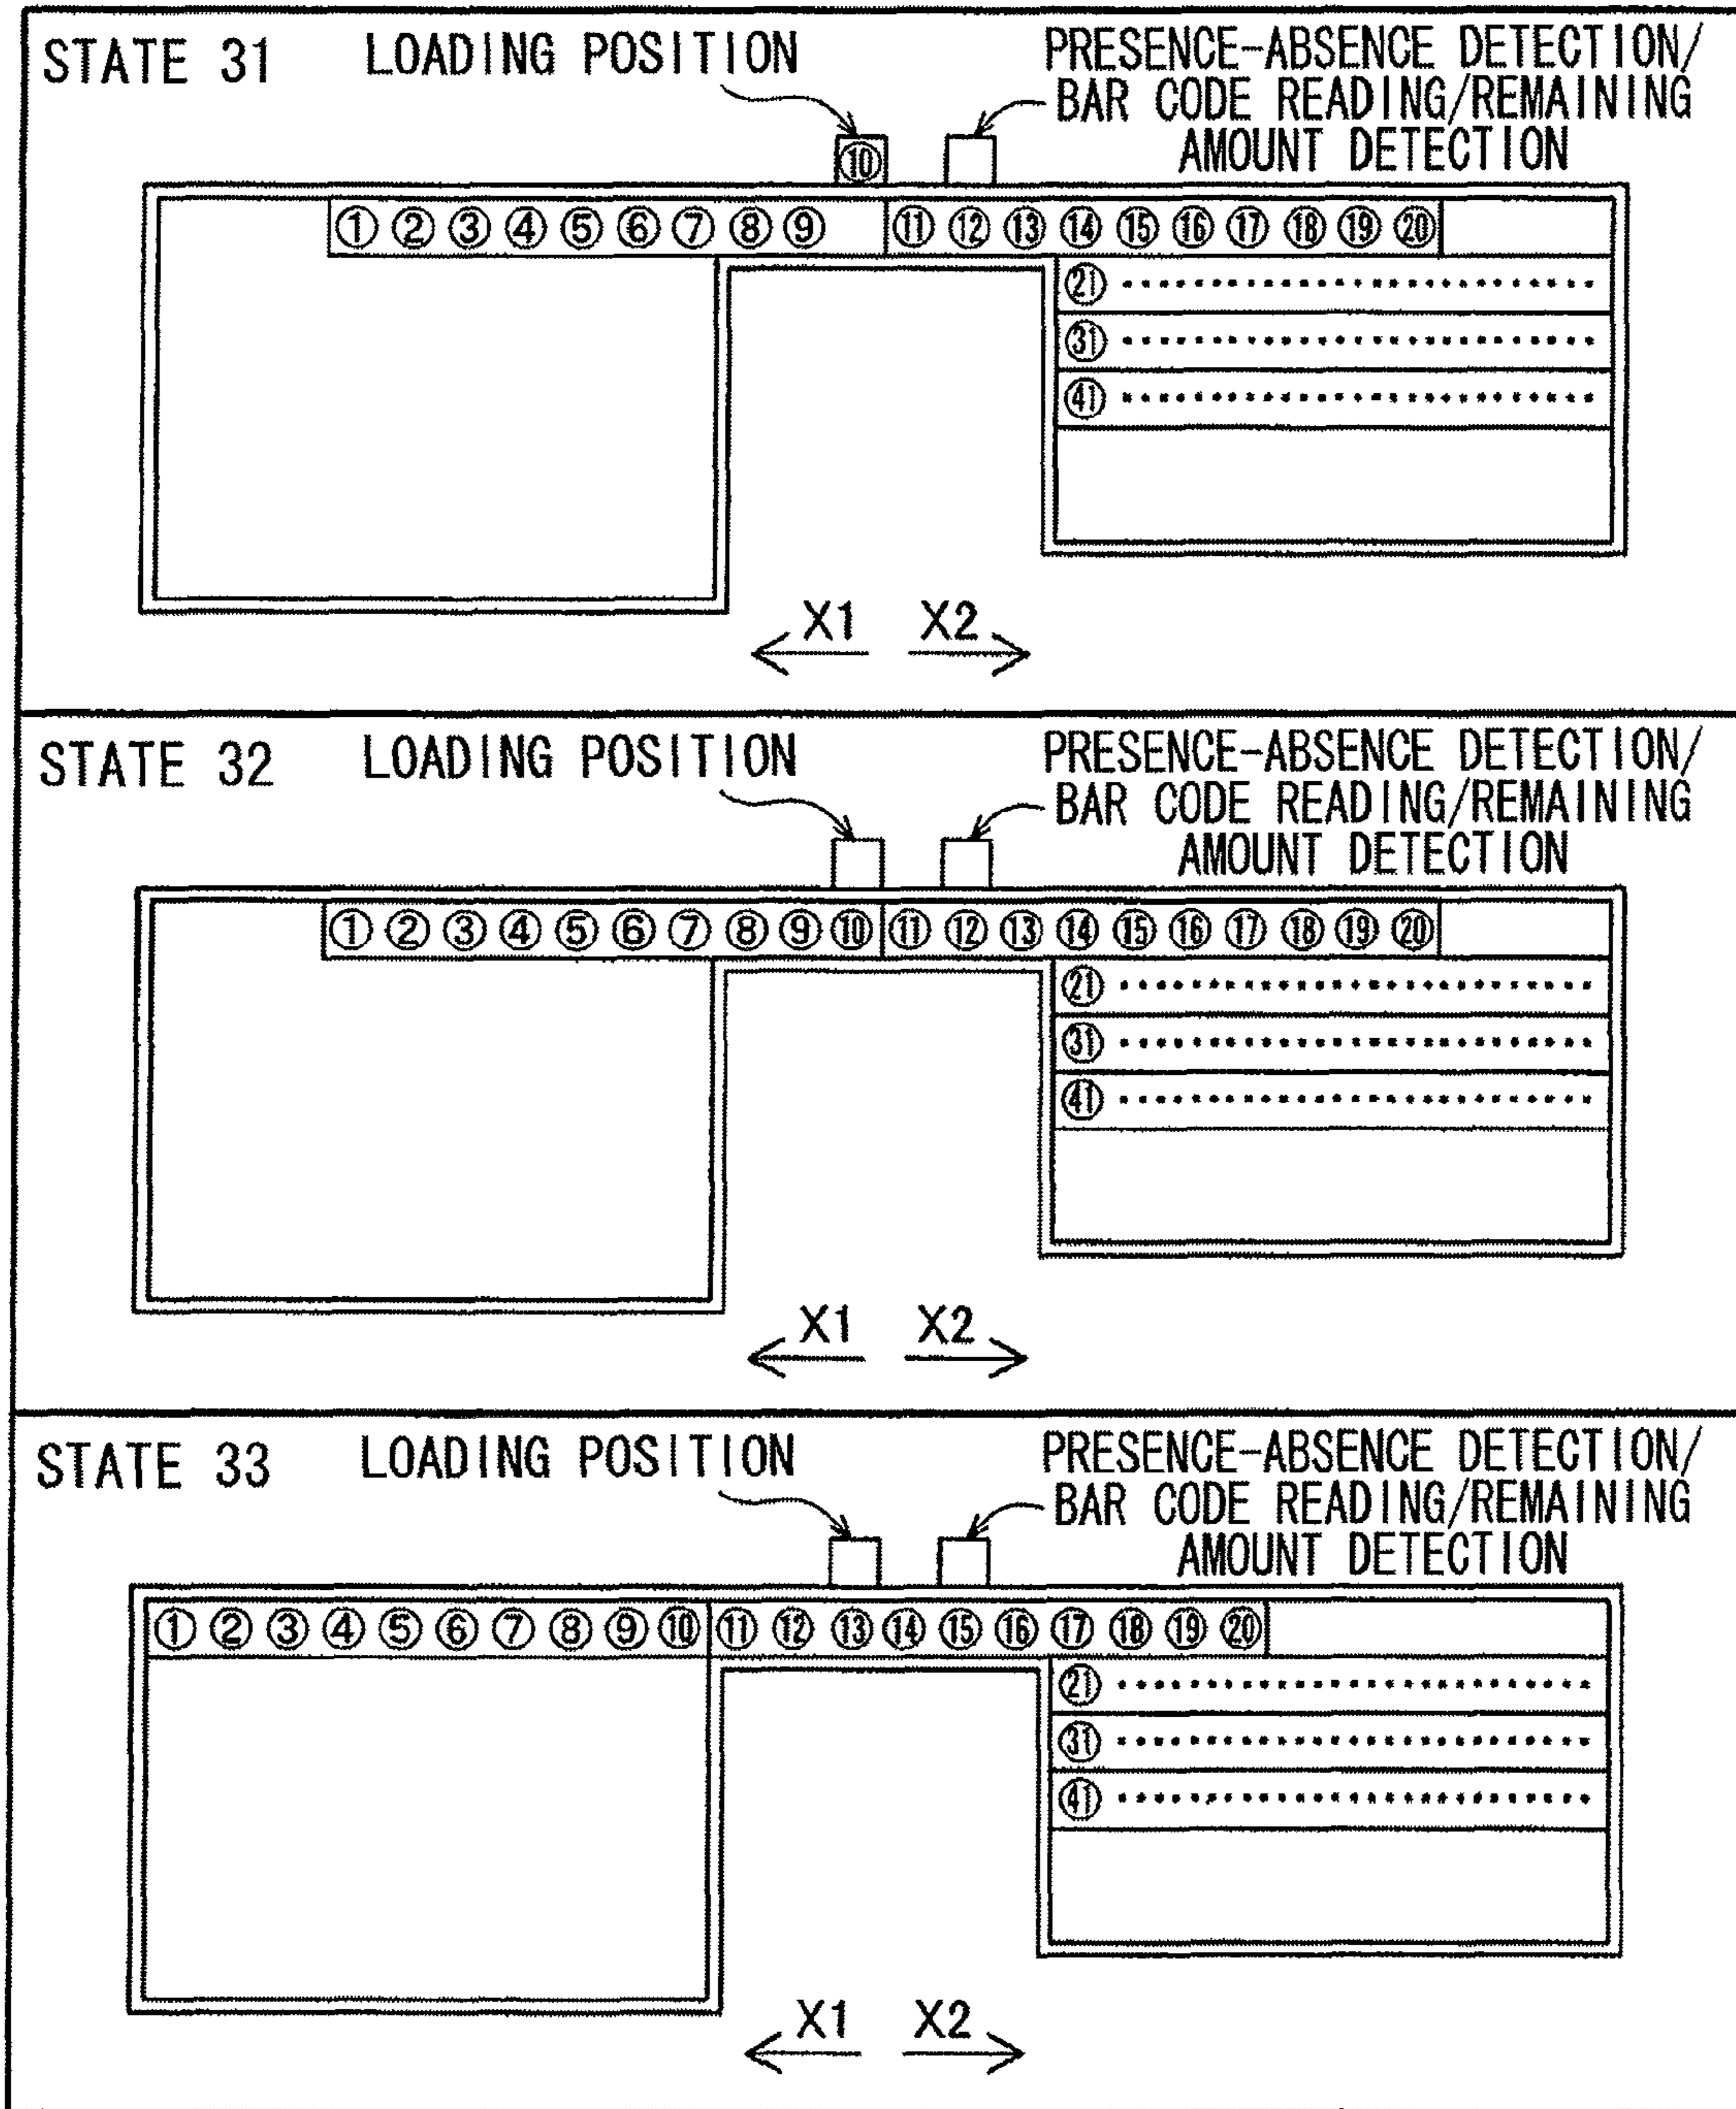 STATE 31
LOADING POSITION
PRESENCE-ABSENCE DETECTION/
BAR CODE READING/REMAINING
AMOUNT DETECTION
⑩
① ② ③ ④ ⑤ ⑥ ⑦ ⑧ ⑨ ⑪ ⑫ ⑬ ⑭ ⑮ ⑯ ⑰ ⑱ ⑲ ⑳
㉑
㉛
㊶
X1 X2
STATE 32
LOADING POSITION
PRESENCE-ABSENCE DETECTION/
BAR CODE READING/REMAINING
AMOUNT DETECTION
① ② ③ ④ ⑤ ⑥ ⑦ ⑧ ⑨ ⑩ ⑪ ⑫ ⑬ ⑭ ⑮ ⑯ ⑰ ⑱ ⑲ ⑳
㉑
㉛
㊶
X1 X2
STATE 33
LOADING POSITION
PRESENCE-ABSENCE DETECTION/
BAR CODE READING/REMAINING
AMOUNT DETECTION
① ② ③ ④ ⑤ ⑥ ⑦ ⑧ ⑨ ⑩ ⑪ ⑫ ⑬ ⑭ ⑮ ⑯ ⑰ ⑱ ⑲ ⑳
㉑
㉛
㊶
X1 X2